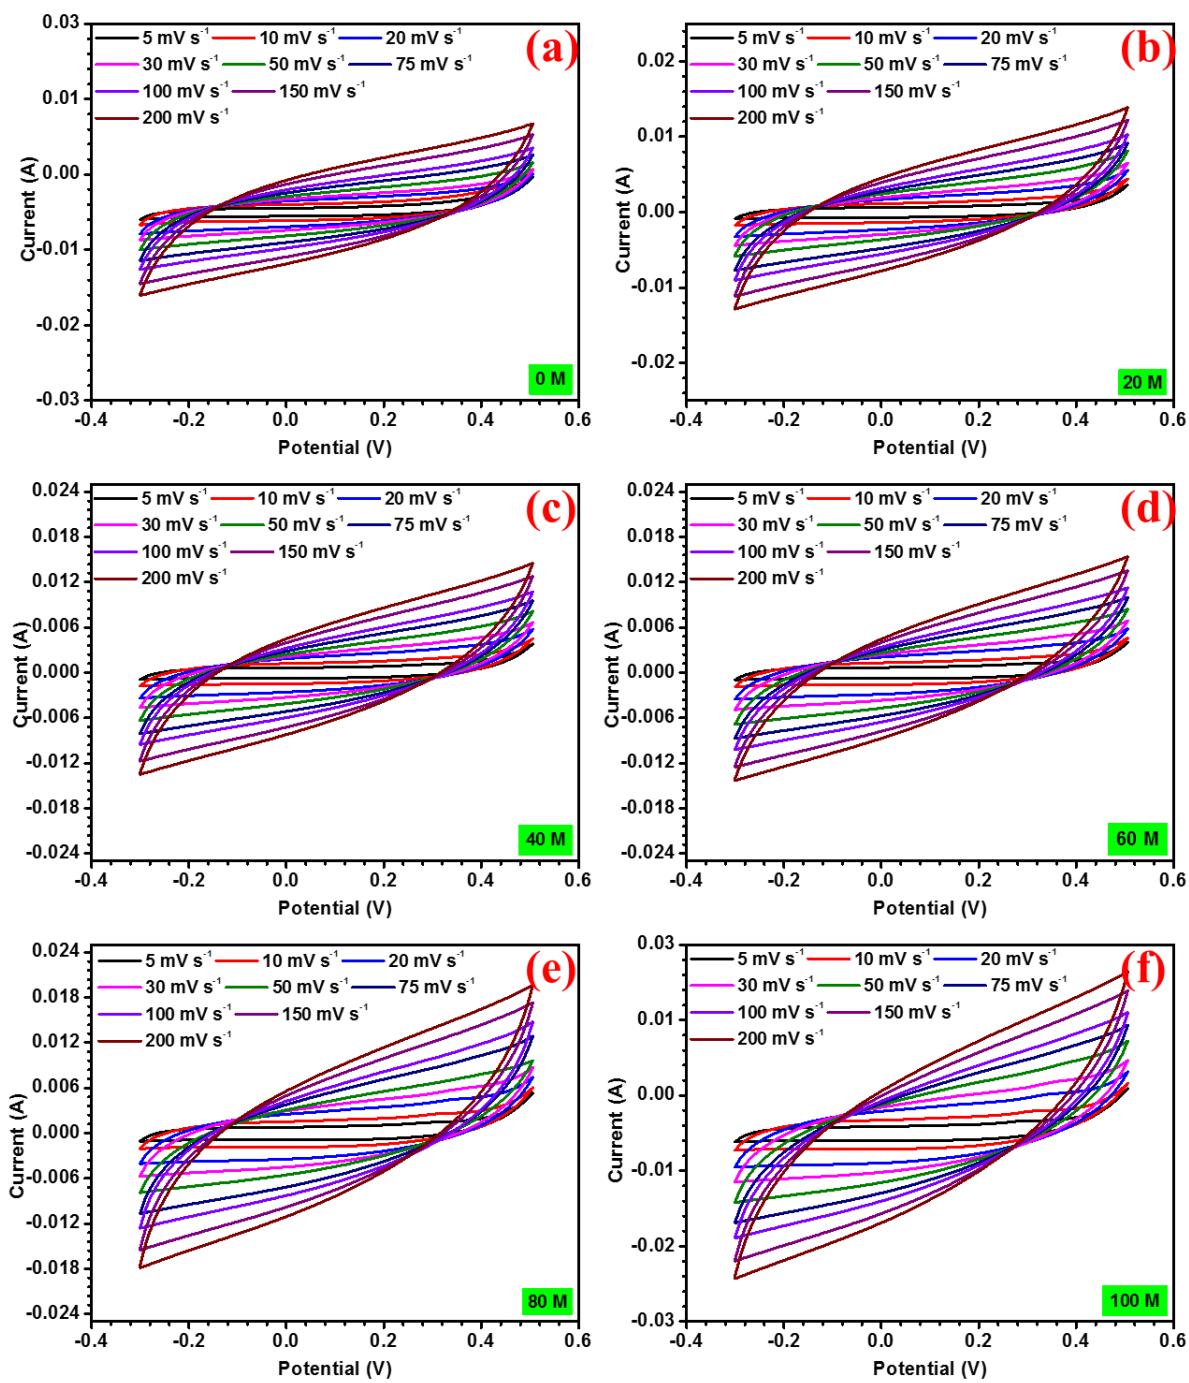 (a)
5 mV s⁻¹ 10 mV s⁻¹ 20 mV s⁻¹
30 mV s⁻¹ 50 mV s⁻¹ 75 mV s⁻¹
100 mV s⁻¹ 150 mV s⁻¹
200 mV s⁻¹
0.03
0.01
0.00
-0.01
-0.02
-0.03
Current (A)
0 M
-0.4 -0.2 0.0 0.2 0.4 0.6
Potential (V)
(b)
5 mV s⁻¹ 10 mV s⁻¹ 20 mV s⁻¹
30 mV s⁻¹ 50 mV s⁻¹ 75 mV s⁻¹
100 mV s⁻¹ 150 mV s⁻¹
200 mV s⁻¹
0.02
0.01
0.00
-0.01
-0.02
Current (A)
20 M
-0.4 -0.2 0.0 0.2 0.4 0.6
Potential (V)
(c)
5 mV s⁻¹ 10 mV s⁻¹ 20 mV s⁻¹
30 mV s⁻¹ 50 mV s⁻¹ 75 mV s⁻¹
100 mV s⁻¹ 150 mV s⁻¹
200 mV s⁻¹
0.024
0.018
0.012
0.006
0.000
-0.006
-0.012
-0.018
-0.024
Current (A)
40 M
-0.4 -0.2 0.0 0.2 0.4 0.6
Potential (V)
(d)
5 mV s⁻¹ 10 mV s⁻¹ 20 mV s⁻¹
30 mV s⁻¹ 50 mV s⁻¹ 75 mV s⁻¹
100 mV s⁻¹ 150 mV s⁻¹
200 mV s⁻¹
0.024
0.018
0.012
0.006
0.000
-0.006
-0.012
-0.018
-0.024
Current (A)
60 M
-0.4 -0.2 0.0 0.2 0.4 0.6
Potential (V)
(e)
5 mV s⁻¹ 10 mV s⁻¹ 20 mV s⁻¹
30 mV s⁻¹ 50 mV s⁻¹ 75 mV s⁻¹
100 mV s⁻¹ 150 mV s⁻¹
200 mV s⁻¹
0.024
0.018
0.012
0.006
0.000
-0.006
-0.012
-0.018
-0.024
Current (A)
80 M
-0.4 -0.2 0.0 0.2 0.4 0.6
Potential (V)
(f)
5 mV s⁻¹ 10 mV s⁻¹ 20 mV s⁻¹
30 mV s⁻¹ 50 mV s⁻¹ 75 mV s⁻¹
100 mV s⁻¹ 150 mV s⁻¹
200 mV s⁻¹
0.03
0.01
0.00
-0.01
-0.02
-0.03
Current (A)
100 M
-0.4 -0.2 0.0 0.2 0.4 0.6
Potential (V)